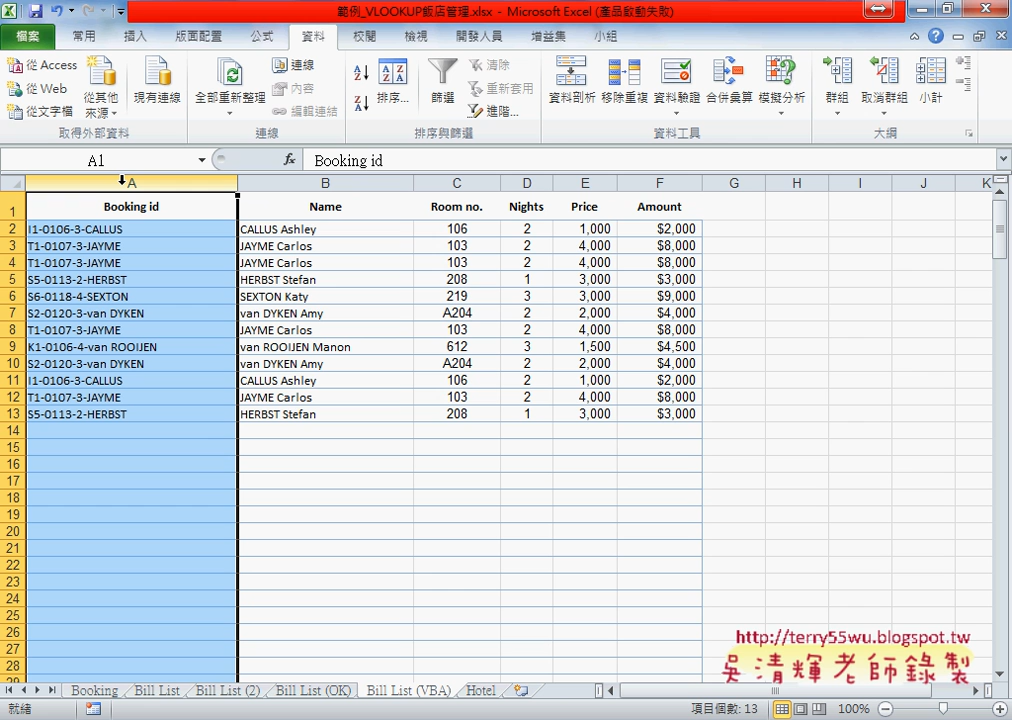 範例_VLOOKUP飯店管理.xlsx - Microsoft Excel (產品啟動失敗)
檔案 常用 插入 版面配置 公式 資料 校閱 檢視 開發人員 增益集 小組
從 Access
從 Web
從文字檔
從其他來源
現有連線
全部重新整理
連線
內容
編輯連結
排序...
篩選
清除
重新套用
進階...
資料剖析 移除重複 資料驗證 合併彙算 模擬分析
群組 取消群組 小計
取得外部資料 連線 排序與篩選 資料工具 大綱
A1 fx Booking id
A B C D E F G H I J K
1 Booking id Name Room no. Nights Price Amount
2 I1-0106-3-CALLUS CALLUS Ashley 106 2 1,000 $2,000
3 T1-0107-3-JAYME JAYME Carlos 103 2 4,000 $8,000
4 T1-0107-3-JAYME JAYME Carlos 103 2 4,000 $8,000
5 S5-0113-2-HERBST HERBST Stefan 208 1 3,000 $3,000
6 S6-0118-4-SEXTON SEXTON Katy 219 3 3,000 $9,000
7 S2-0120-3-van DYKEN van DYKEN Amy A204 2 2,000 $4,000
8 T1-0107-3-JAYME JAYME Carlos 103 2 4,000 $8,000
9 K1-0106-4-van ROOIJEN van ROOIJEN Manon 612 3 1,500 $4,500
10 S2-0120-3-van DYKEN van DYKEN Amy A204 2 2,000 $4,000
11 I1-0106-3-CALLUS CALLUS Ashley 106 2 1,000 $2,000
12 T1-0107-3-JAYME JAYME Carlos 103 2 4,000 $8,000
13 S5-0113-2-HERBST HERBST Stefan 208 1 3,000 $3,000
14
15
16
17
18
19
20
21
22
23
24
25
26
27
28
http://terry55wu.blogspot.tw
吳清輝老師錄製
Booking Bill List Bill List (2) Bill List (OK) Bill List (VBA) Hotel
就緒 項目個數: 13 100%